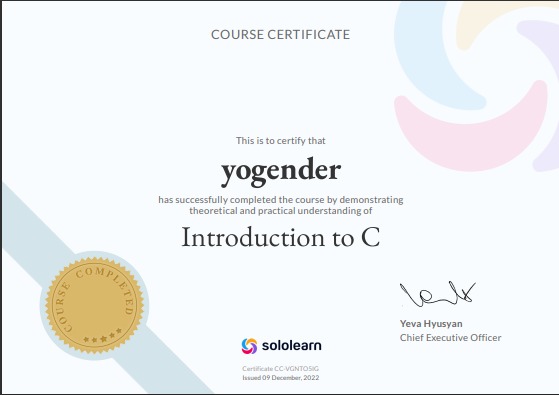 COURSE CERTIFICATE
This is to certify that
yogender
has successfully completed the course by demonstrating
theoretical and practical understanding of
Introduction to C
COURSE COMPLETED
Yeva Hyusyan
Chief Executive Officer
sololearn
Certificate CC-VGNTO5IG
Issued 09 December, 2022